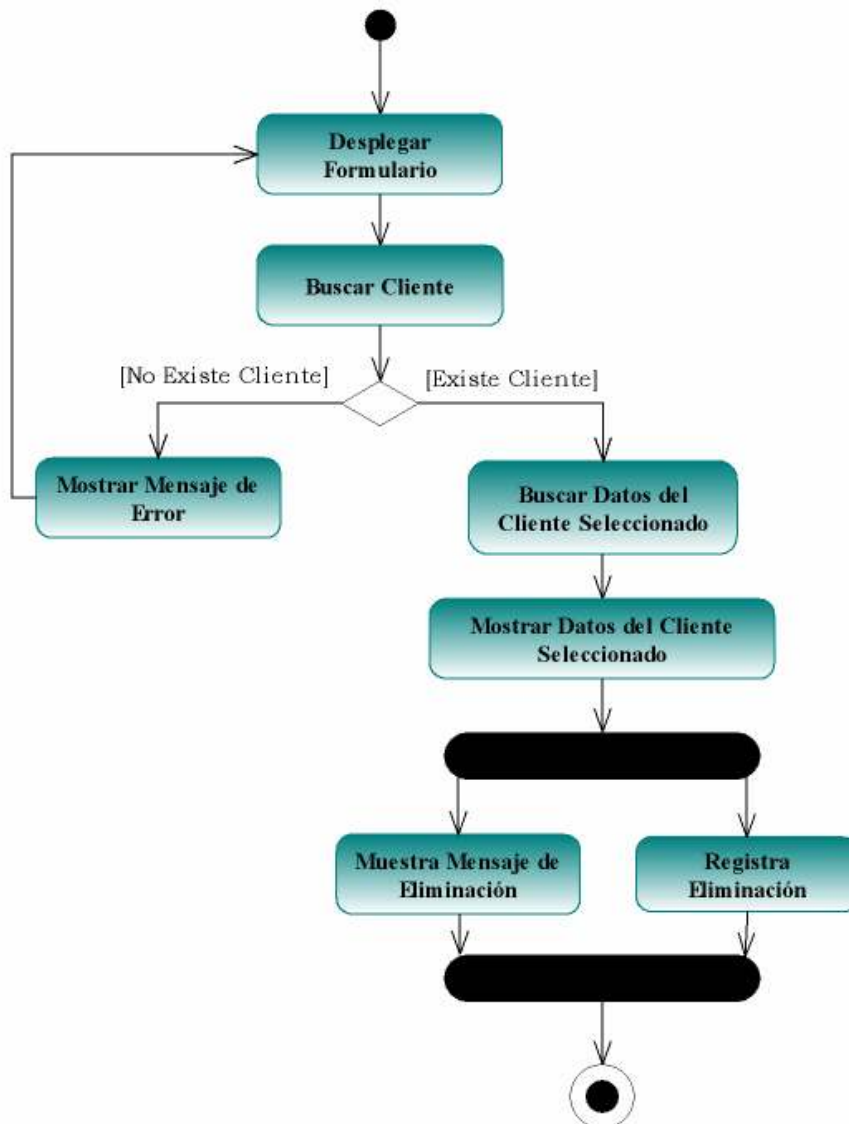 Desplegar
Formulario
Buscar Cliente
[No Existe Cliente]
[Existe Cliente]
Mostrar Mensaje de
Error
Buscar Datos del
Cliente Seleccionado
Mostrar Datos del Cliente
Seleccionado
Muestra Mensaje de
Eliminación
Registra
Eliminación